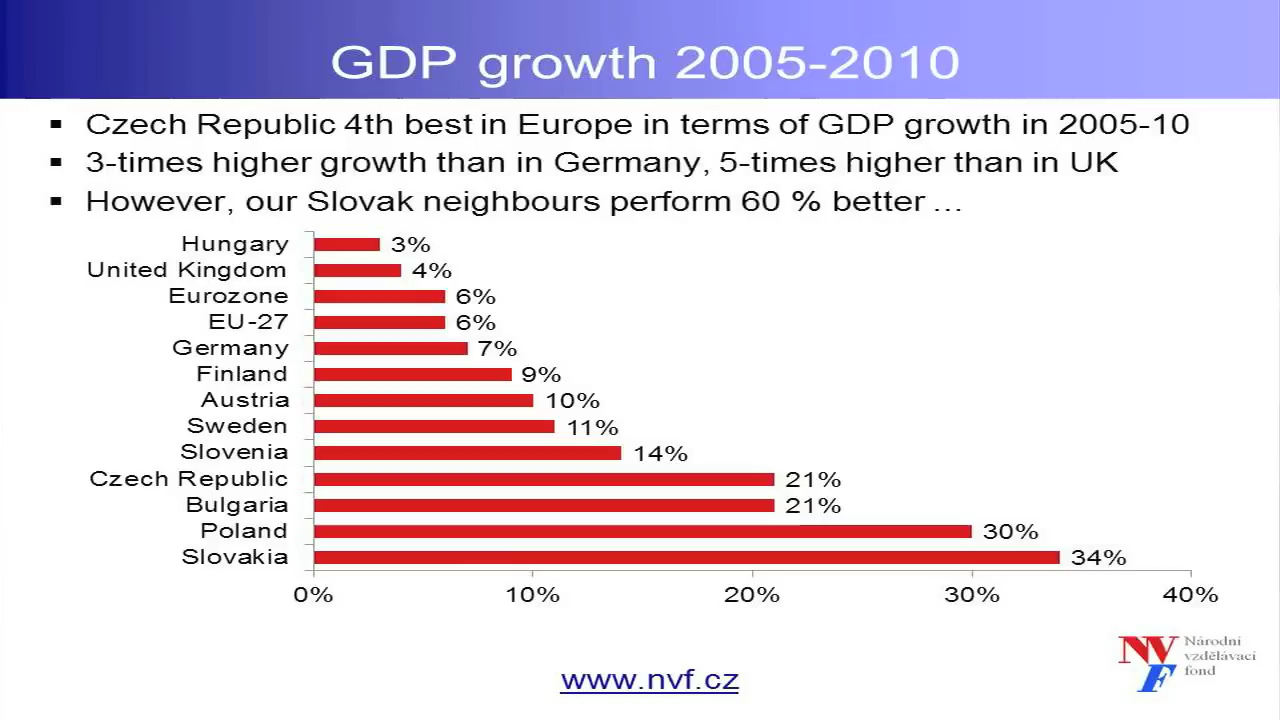 GDP growth 2005-2010
▪ Czech Republic 4th best in Europe in terms of GDP growth in 2005-10
▪ 3-times higher growth than in Germany, 5-times higher than in UK
▪ However, our Slovak neighbours perform 60 % better ...
Hungary 3%
United Kingdom 4%
Eurozone 6%
EU-27 6%
Germany 7%
Finland 9%
Austria 10%
Sweden 11%
Slovenia 14%
Czech Republic 21%
Bulgaria 21%
Poland 30%
Slovakia 34%
0% 10% 20% 30% 40%
NVF
Národní
vzdělávací
fond
www.nvf.cz